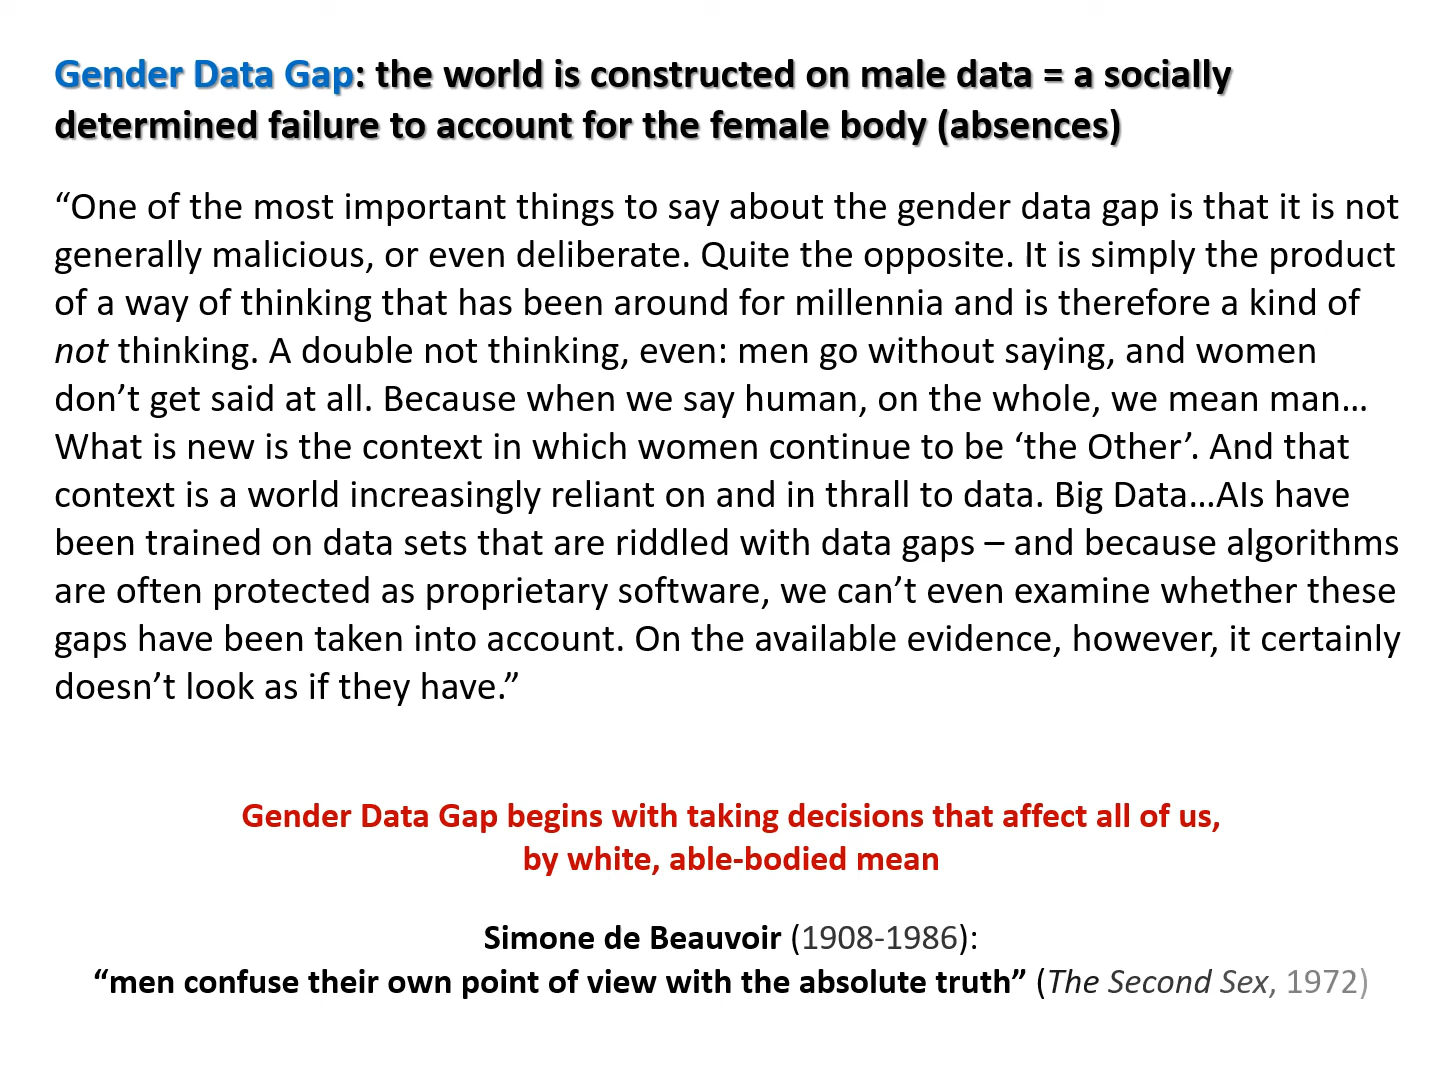 Gender Data Gap: the world is constructed on male data = a socially
determined failure to account for the female body (absences)
“One of the most important things to say about the gender data gap is that it is not
generally malicious, or even deliberate. Quite the opposite. It is simply the product
of a way of thinking that has been around for millennia and is therefore a kind of
not thinking. A double not thinking, even: men go without saying, and women
don’t get said at all. Because when we say human, on the whole, we mean man…
What is new is the context in which women continue to be ‘the Other’. And that
context is a world increasingly reliant on and in thrall to data. Big Data…AIs have
been trained on data sets that are riddled with data gaps – and because algorithms
are often protected as proprietary software, we can’t even examine whether these
gaps have been taken into account. On the available evidence, however, it certainly
doesn’t look as if they have.”
Gender Data Gap begins with taking decisions that affect all of us,
by white, able-bodied mean
Simone de Beauvoir (1908-1986):
“men confuse their own point of view with the absolute truth” (The Second Sex, 1972)